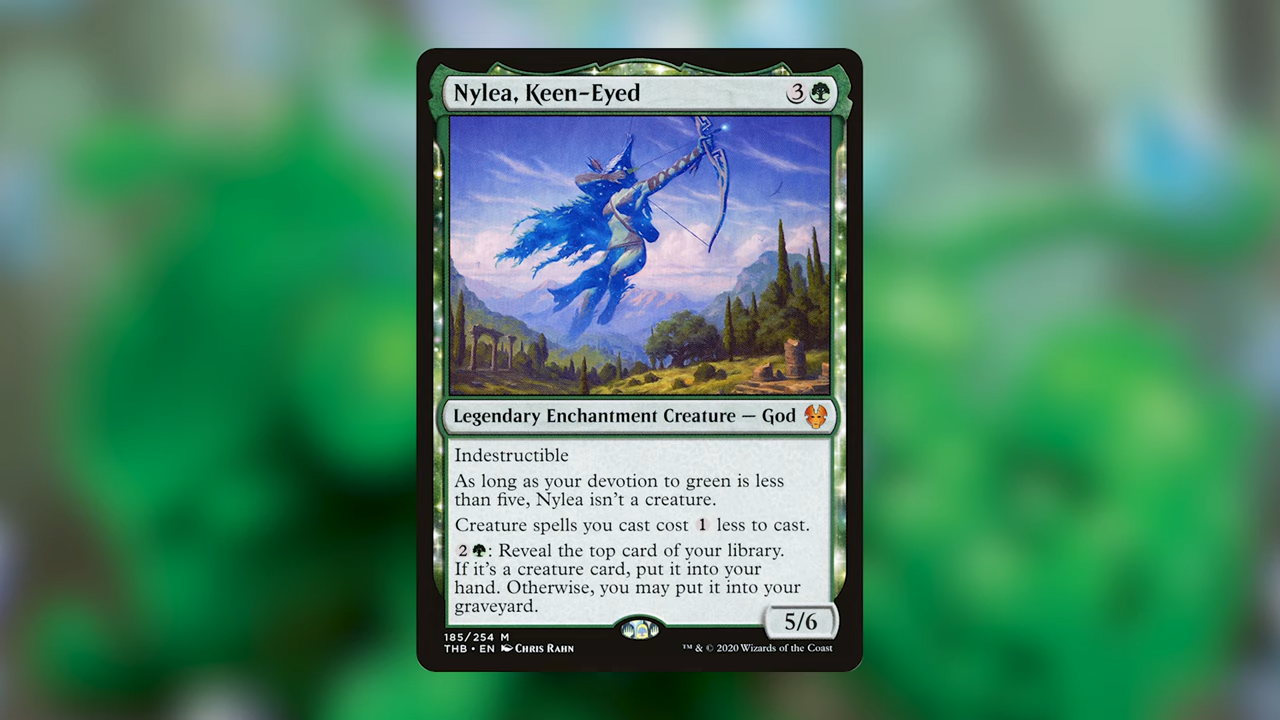 Nylea, Keen-Eyed 3
Legendary Enchantment Creature — God
Indestructible
As long as your devotion to green is less
than five, Nylea isn't a creature.
Creature spells you cast cost 1 less to cast.
2 : Reveal the top card of your library.
If it's a creature card, put it into your
hand. Otherwise, you may put it into your
graveyard.
5/6
185/254 M
THB • EN Chris Rahn ™ & © 2020 Wizards of the Coast